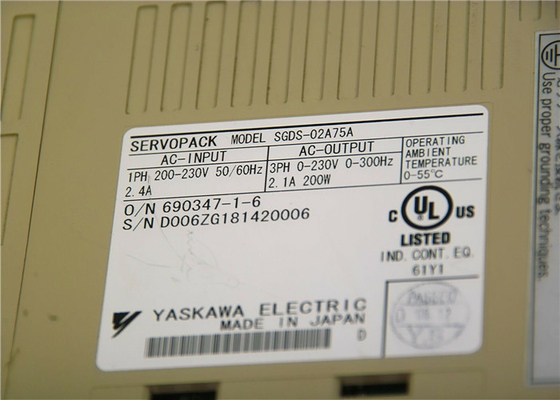 SERVOPACK MODEL SGDS-02A75A
AC-INPUT
1PH 200-230V 50/60Hz
2.4A
AC-OUTPUT
3PH 0-230V 0-300Hz
2.1A 200W
OPERATING
AMBIENT
TEMPERATURE
0-55°C
O/N 690347-1-6
S/N D006ZG181420006
C UL US
LISTED
IND. CONT. EQ.
61Y1
YASKAWA ELECTRIC
MADE IN JAPAN
D
PASSED
Use proper grounding techniques.